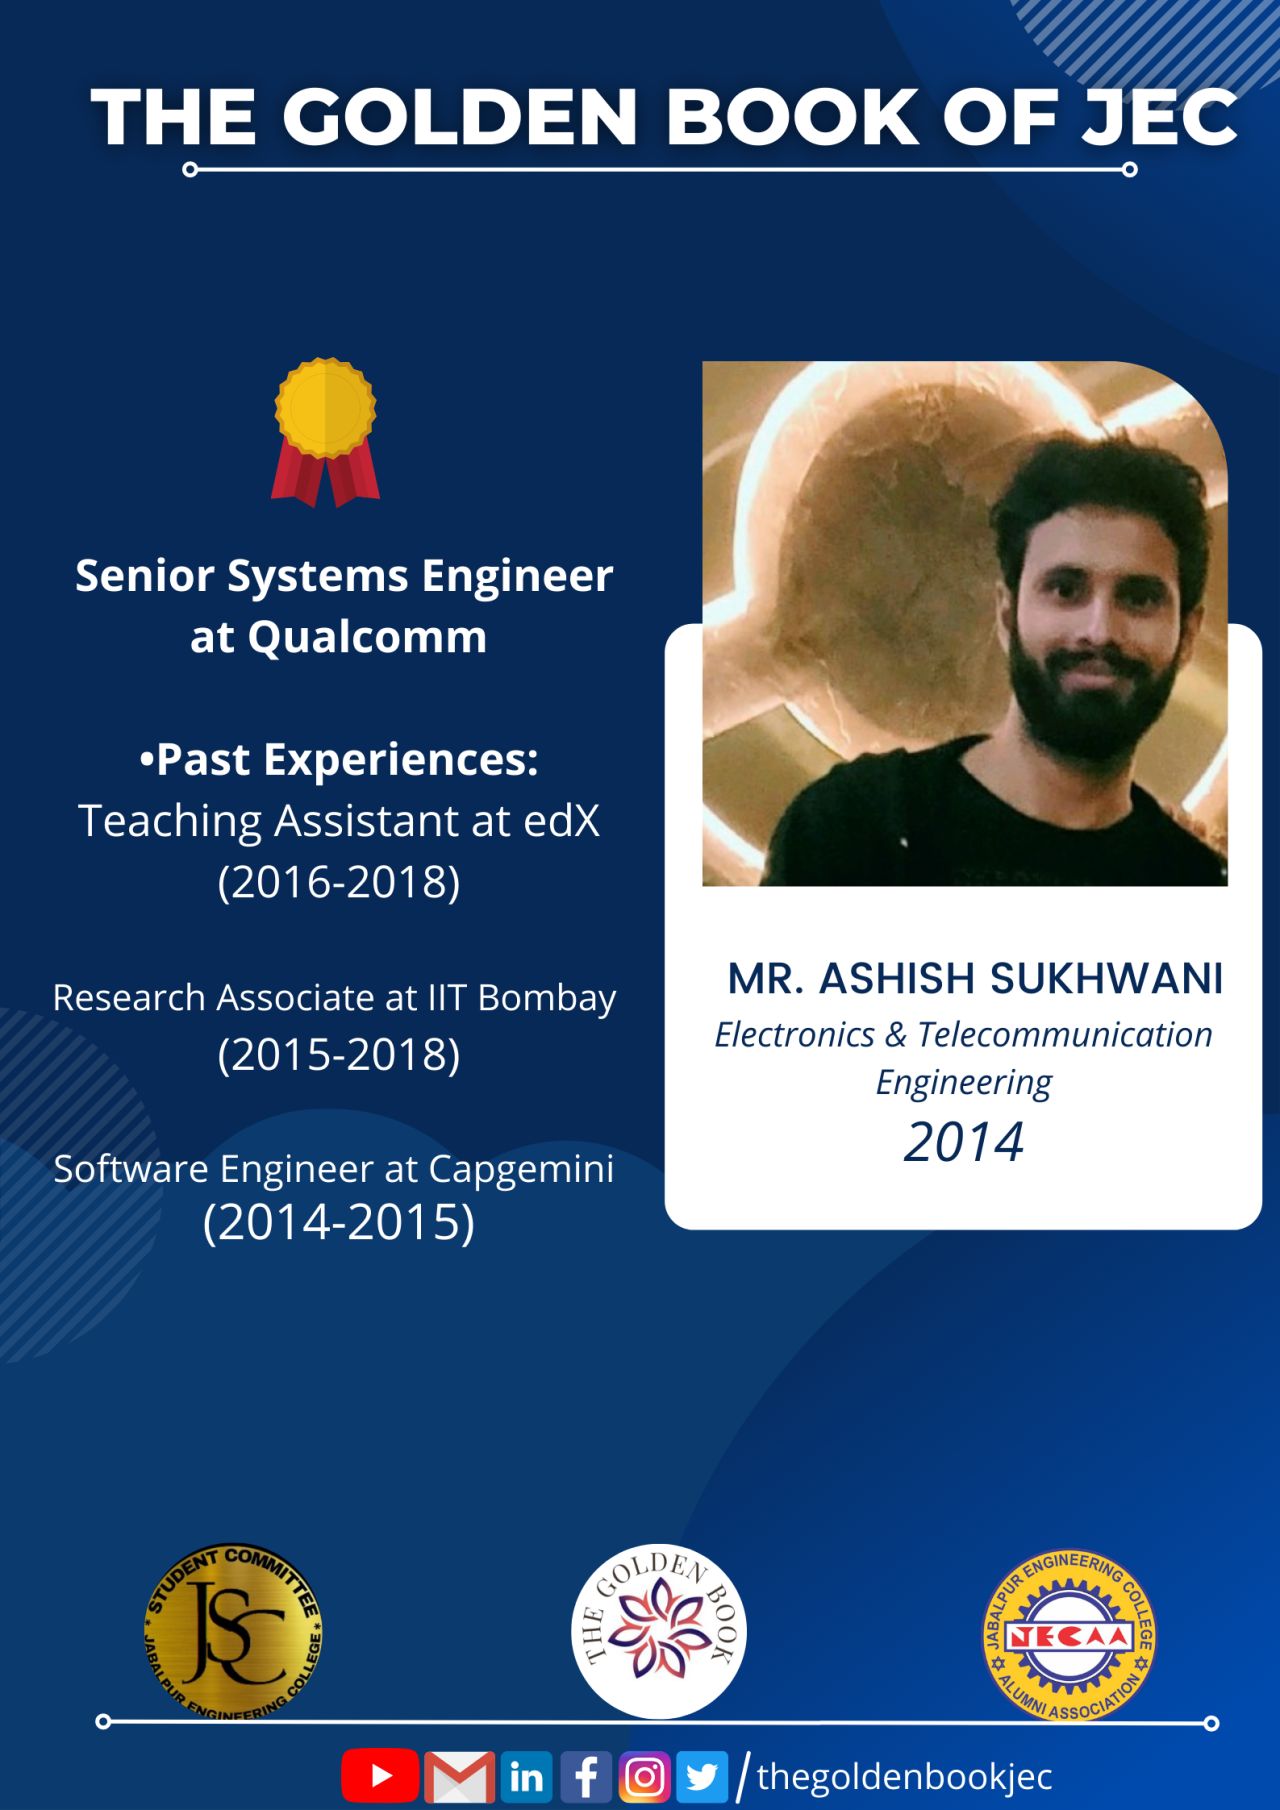 THE GOLDEN BOOK OF JEC
Senior Systems Engineer
at Qualcomm
•Past Experiences:
Teaching Assistant at edX
(2016-2018)
Research Associate at IIT Bombay
(2015-2018)
Software Engineer at Capgemini
(2014-2015)
MR. ASHISH SUKHWANI
Electronics & Telecommunication
Engineering
2014
* STUDENT COMMITTEE *
JSC
JABALPUR ENGINEERING COLLEGE
THE GOLDEN BOOK
JABALPUR ENGINEERING COLLEGE
JECAA
ALUMNI ASSOCIATION
in f /thegoldenbookjec